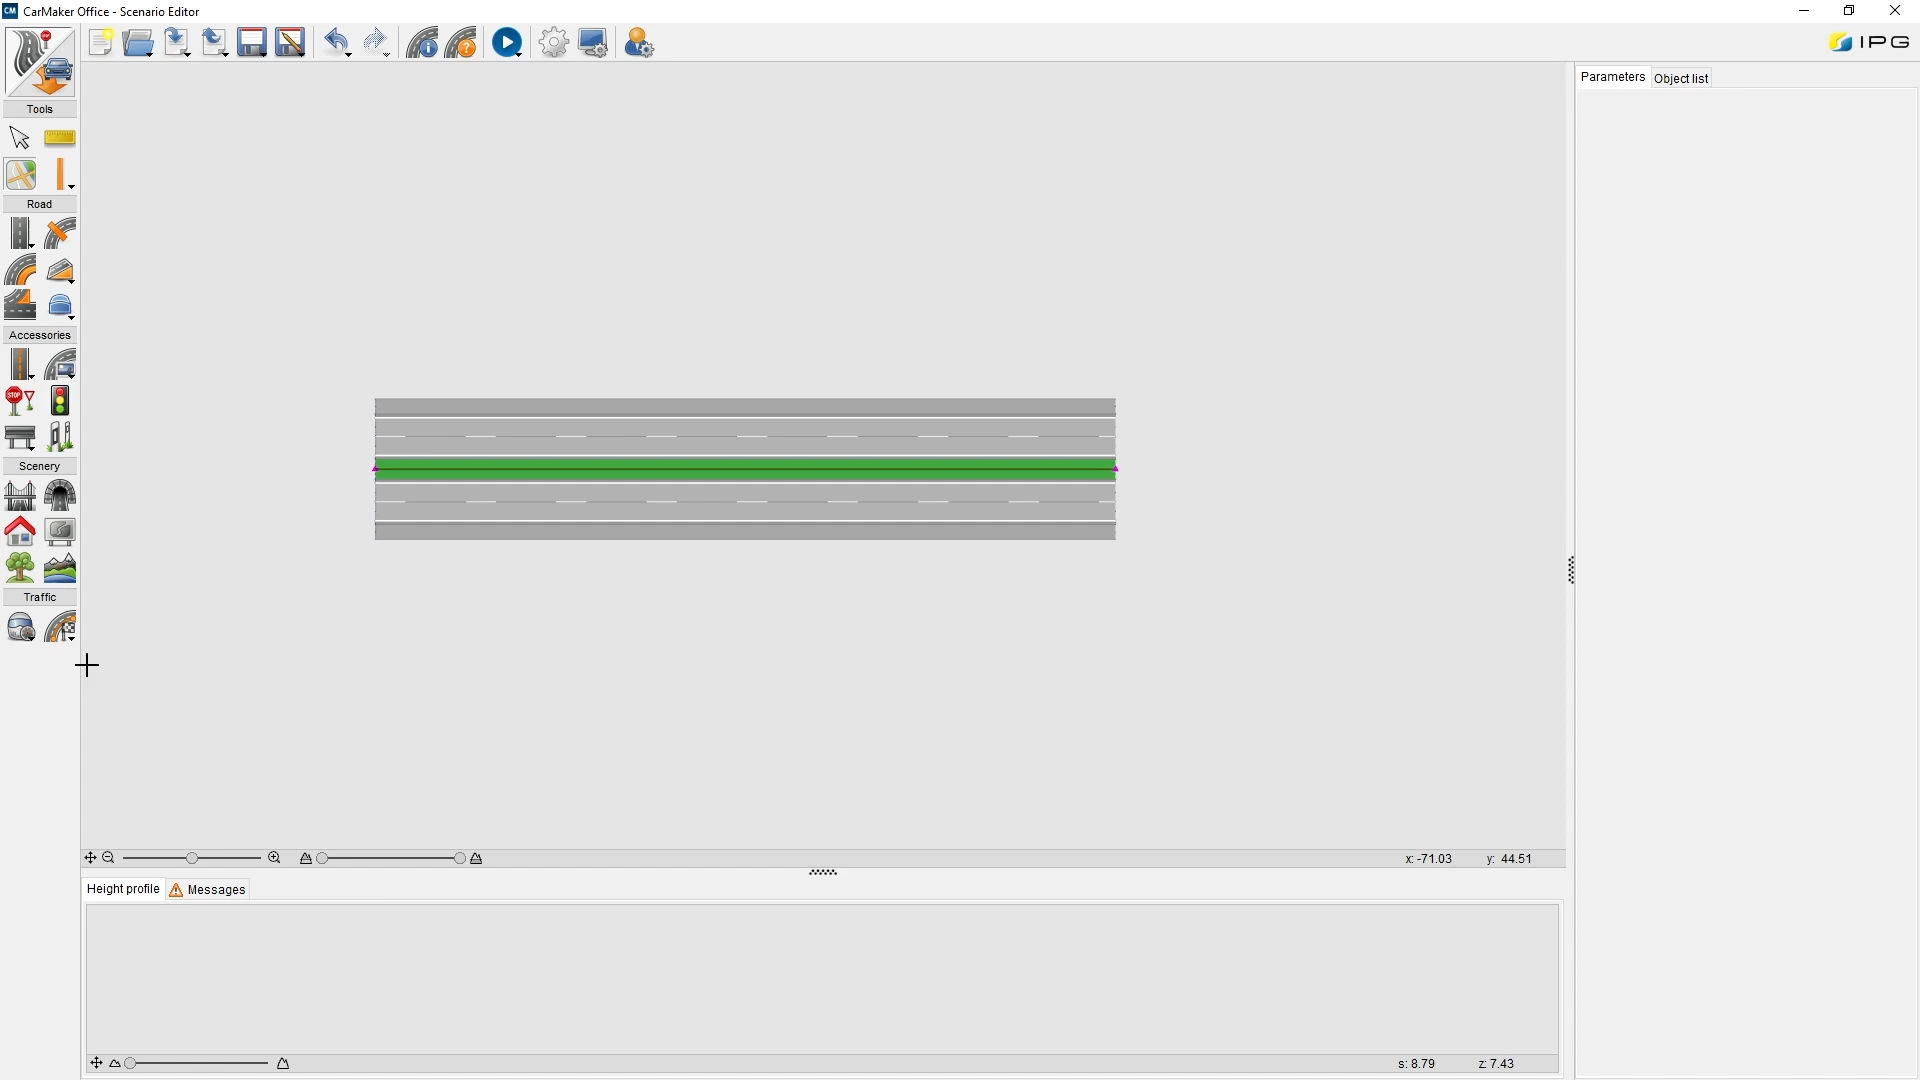 CarMaker Office - Scenario Editor
IPG
Tools
Road
Accessories
STOP
Scenery
Traffic
Parameters
Object list
x: -71.03
y: 44.51
Height profile
Messages
s: 8.79
z: 7.43